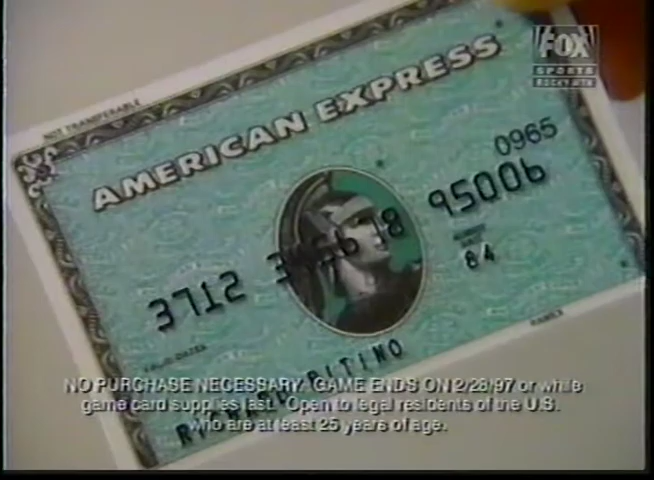 FOX
SPORTS
NOT TRANSFERABLE
AMERICAN EXPRESS
0965
3712 95006
84
MEMBER
NO PURCHASE NECESSARY. GAME ENDS ON 2/28/97 or while
game card supplies last. Open to legal residents of the U.S.
who are at least 25 years of age.